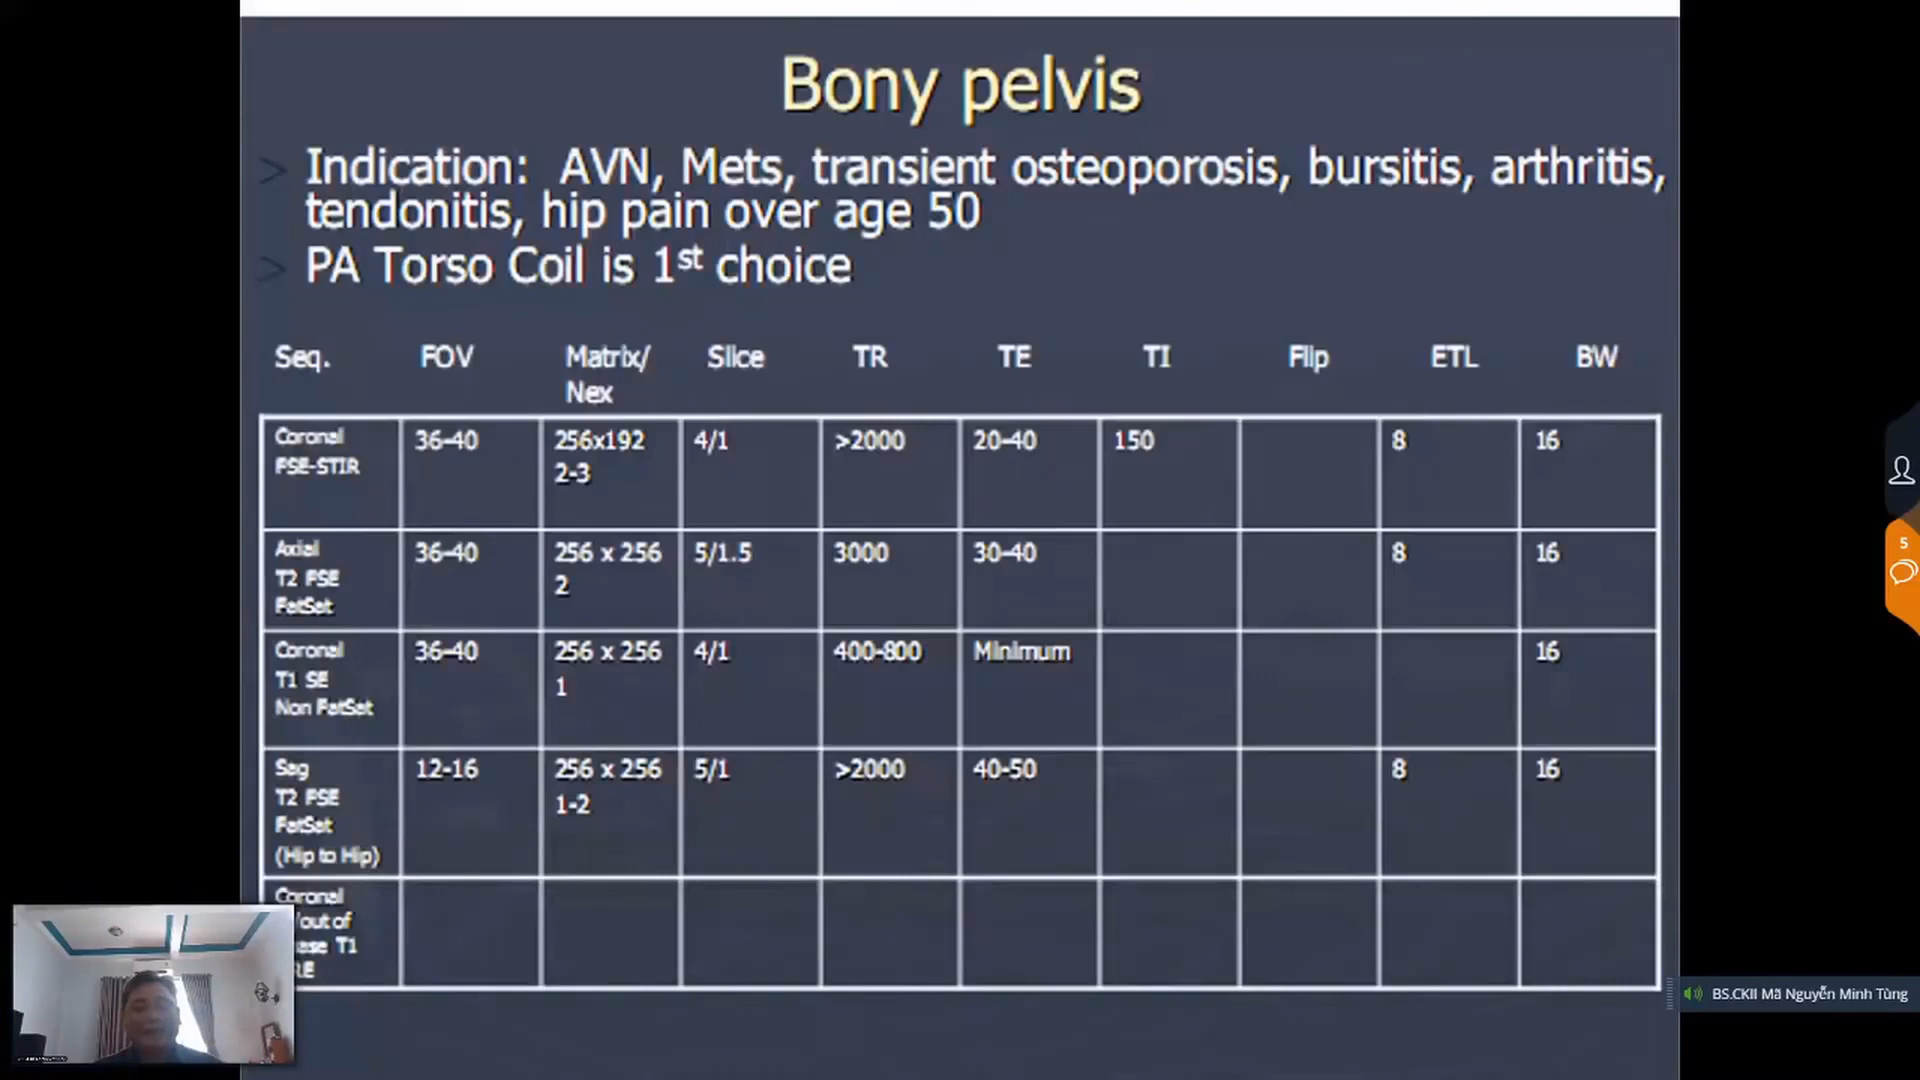 Bony pelvis
> Indication: AVN, Mets, transient osteoporosis, bursitis, arthritis,
tendonitis, hip pain over age 50
> PA Torso Coil is 1st choice
Seq. FOV Matrix/ Slice TR TE TI Flip ETL BW
Nex
Coronal 36-40 256x192 4/1 >2000 20-40 150 8 16
FSE-STIR 2-3
Axial 36-40 256 x 256 5/1.5 3000 30-40 8 16
T2 FSE 2
FatSat
Coronal 36-40 256 x 256 4/1 400-800 Minimum 16
T1 SE 1
Non FatSat
Sag 12-16 256 x 256 5/1 >2000 40-50 8 16
T2 FSE 1-2
FatSat
(Hip to Hip)
Coronal
/out of
ase T1
RE
5
BS.CKII Mã Nguyễn Minh Tùng